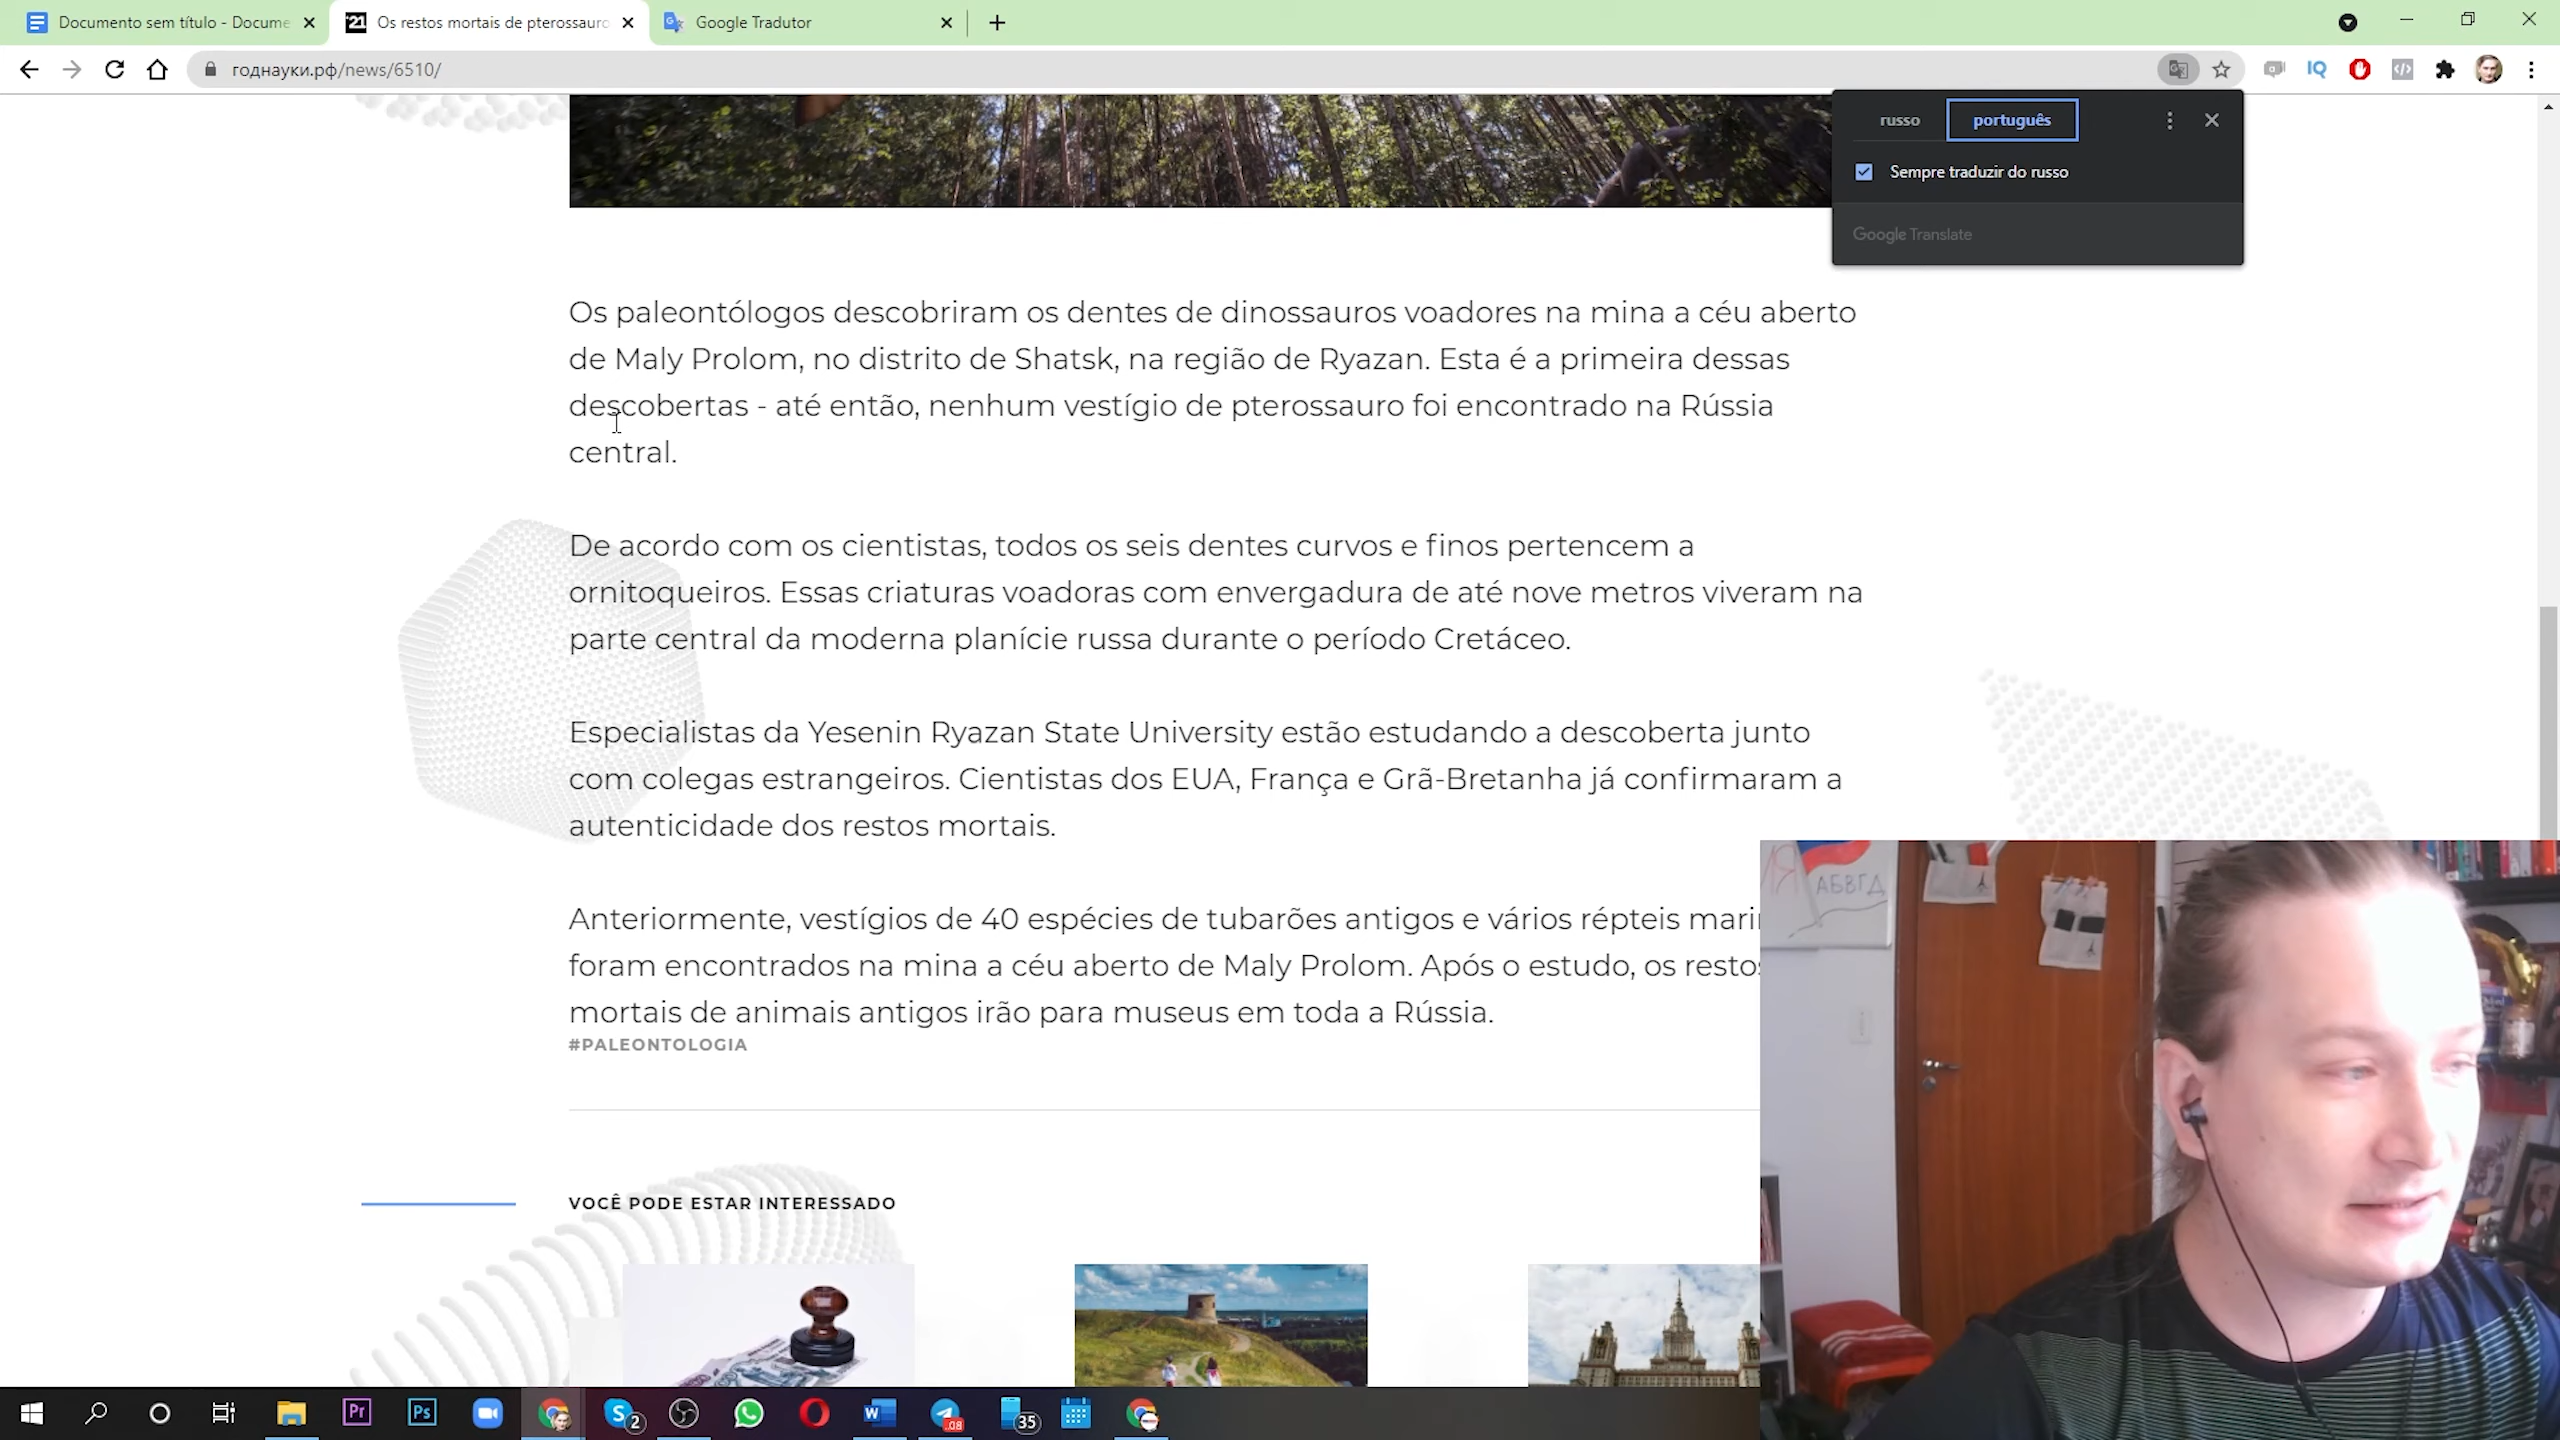 Documento sem título - Docume
Os restos mortais de pterossauro
Google Tradutor
годнауки.рф/news/6510/
russo
português
Sempre traduzir do russo
Google Translate
Os paleontólogos descobriram os dentes de dinossauros voadores na mina a céu aberto
de Maly Prolom, no distrito de Shatsk, na região de Ryazan. Esta é a primeira dessas
descobertas - até então, nenhum vestígio de pterossauro foi encontrado na Rússia
central.
De acordo com os cientistas, todos os seis dentes curvos e finos pertencem a
ornitoqueiros. Essas criaturas voadoras com envergadura de até nove metros viveram na
parte central da moderna planície russa durante o período Cretáceo.
Especialistas da Yesenin Ryazan State University estão estudando a descoberta junto
com colegas estrangeiros. Cientistas dos EUA, França e Grã-Bretanha já confirmaram a
autenticidade dos restos mortais.
Anteriormente, vestígios de 40 espécies de tubarões antigos e vários répteis mari
foram encontrados na mina a céu aberto de Maly Prolom. Após o estudo, os restos
mortais de animais antigos irão para museus em toda a Rússia.
#PALEONTOLOGIA
VOCÊ PODE ESTAR INTERESSADO
АБВГД